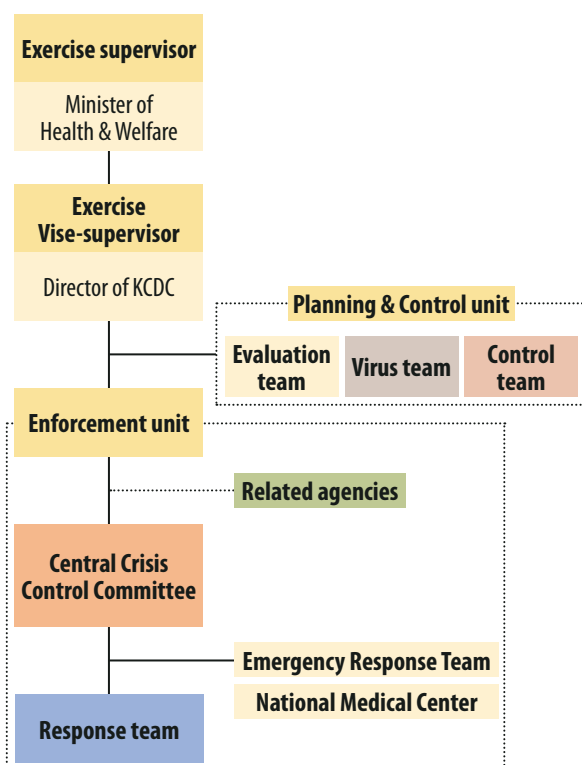 Exercise supervisor
Minister of
Health & Welfare
Exercise
Vise-supervisor
Director of KCDC
Planning & Control unit
Evaluation
team
Virus team
Control
team
Enforcement unit
Related agencies
Central Crisis
Control Committee
Emergency Response Team
National Medical Center
Response team